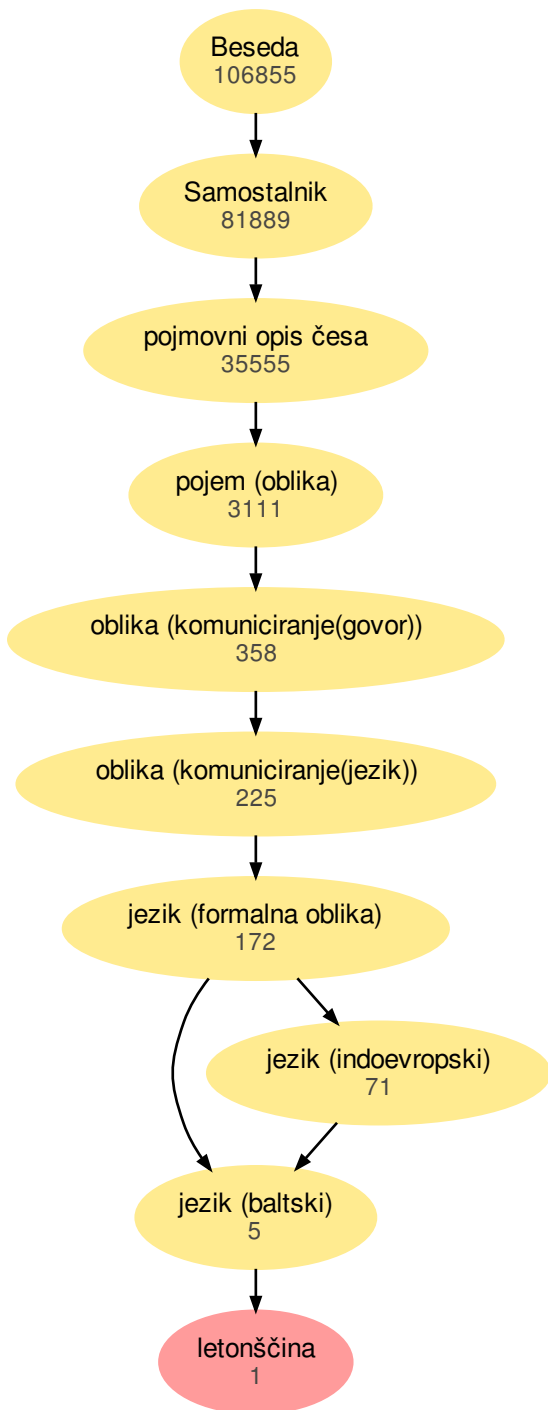 Beseda
106855
Samostalnik
81889
pojmovni opis česa
35555
pojem (oblika)
3111
oblika (komuniciranje(govor))
358
oblika (komuniciranje(jezik))
225
jezik (formalna oblika)
172
jezik (indoevropski)
71
jezik (baltski)
5
letonščina
1